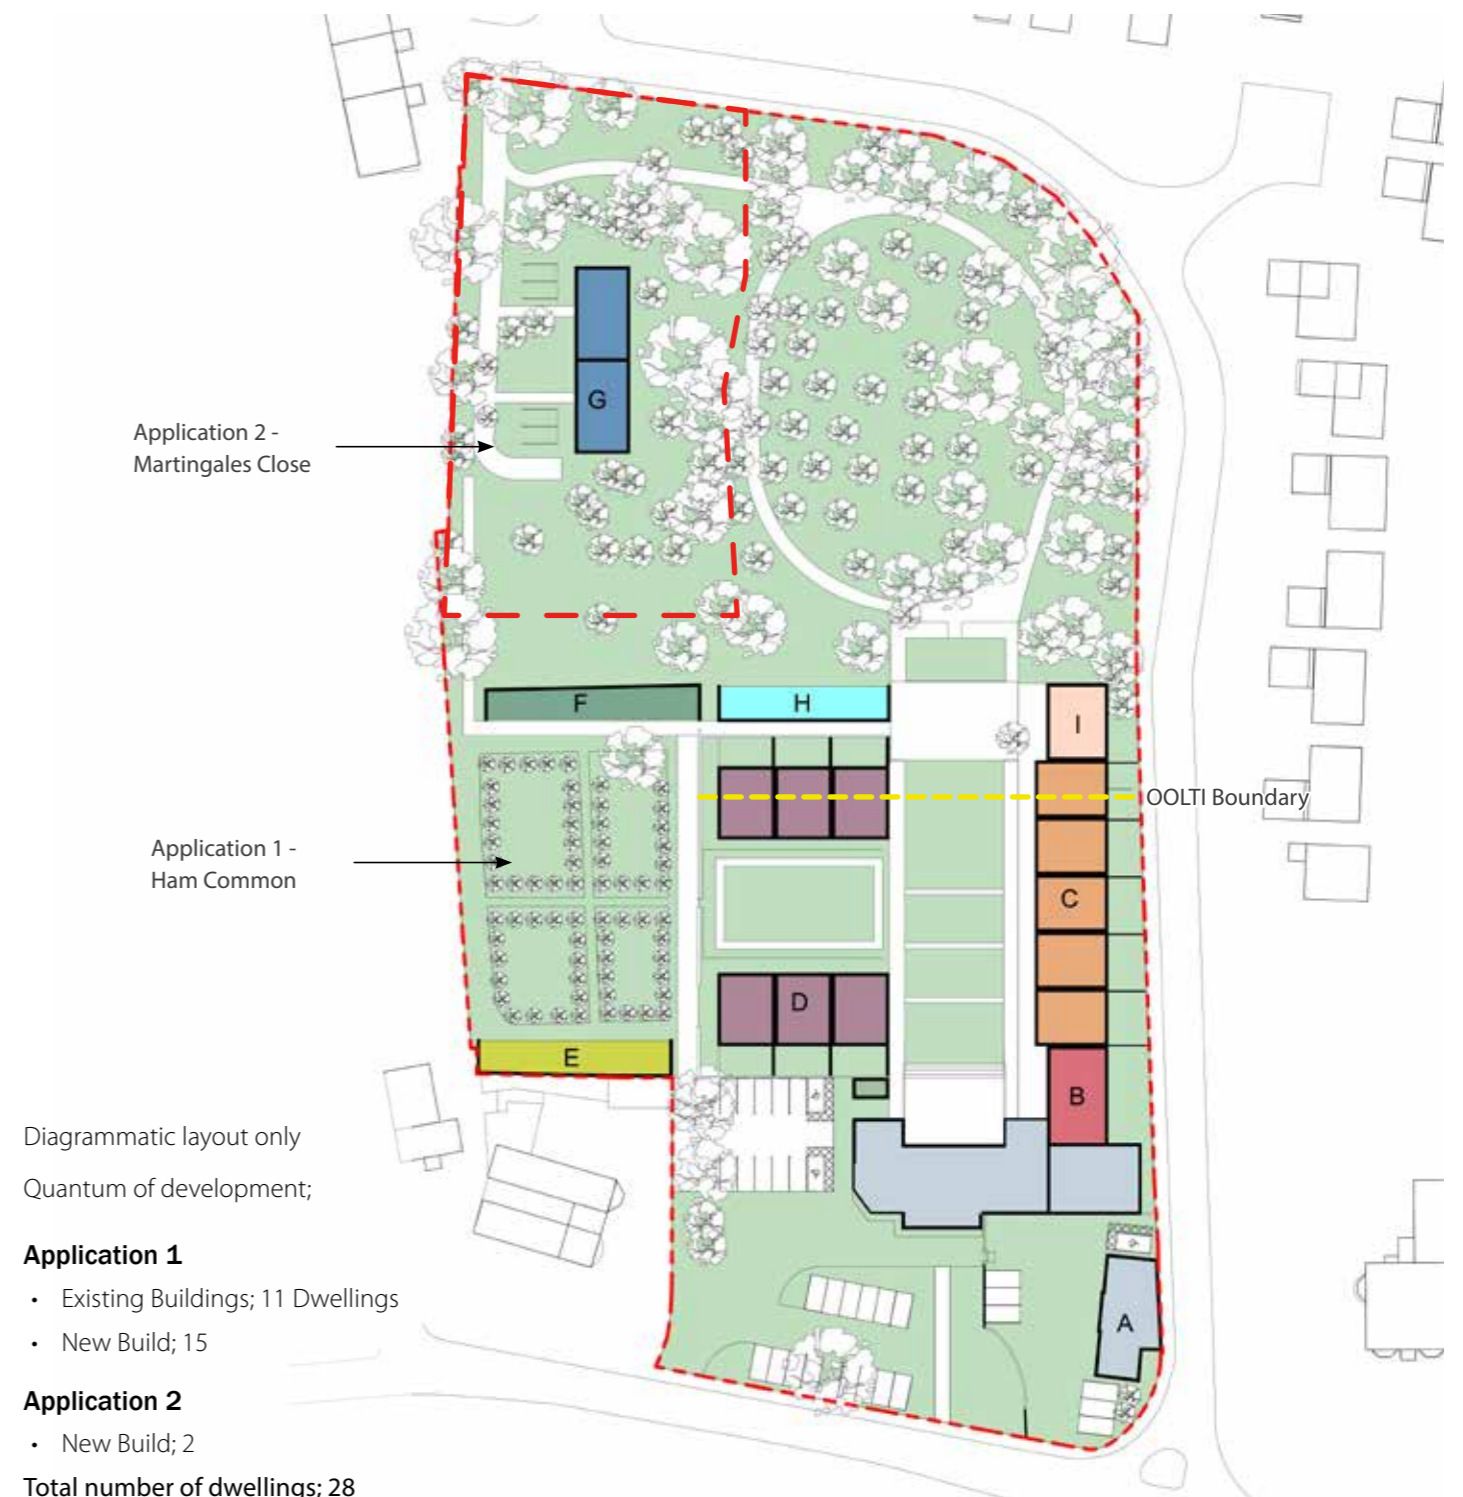 G
Application 2 -
Martingales Close
F
H
I
OOLTI Boundary
Application 1 -
Ham Common
C
D
E
B
A
Diagrammatic layout only
Quantum of development;
Application 1
• Existing Buildings; 11 Dwellings
• New Build; 15
Application 2
• New Build; 2
Total number of dwellings; 28